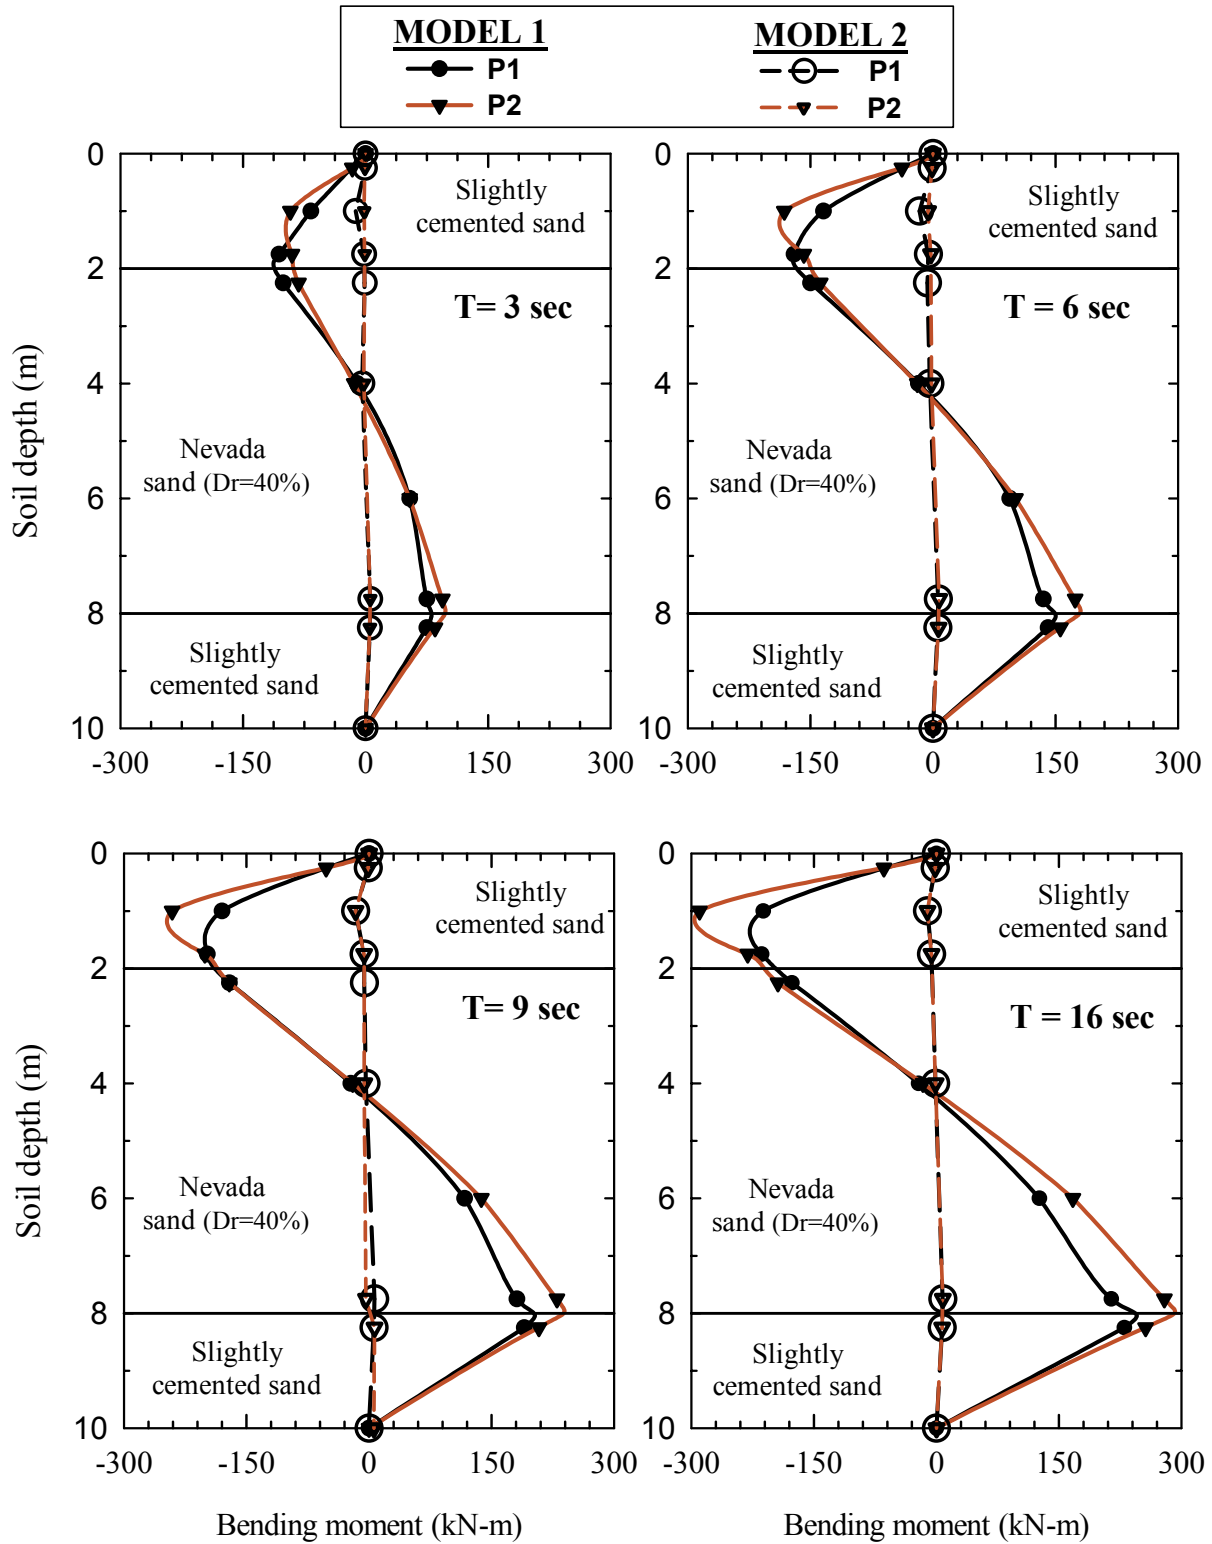 MODEL 1
MODEL 2
P1
P1
P2
P2
0
2
4
6
8
10
Soil depth (m)
Slightly
cemented sand
T= 3 sec
Nevada
sand (Dr=40%)
Slightly
cemented sand
-300
-150
0
150
300
0
2
4
6
8
10
Slightly
cemented sand
T = 6 sec
Nevada
sand (Dr=40%)
Slightly
cemented sand
-300
-150
0
150
300
0
2
4
6
8
10
Soil depth (m)
Slightly
cemented sand
T= 9 sec
Nevada
sand (Dr=40%)
Slightly
cemented sand
-300
-150
0
150
300
Bending moment (kN-m)
0
2
4
6
8
10
Slightly
cemented sand
T = 16 sec
Nevada
sand (Dr=40%)
Slightly
cemented sand
-300
-150
0
150
300
Bending moment (kN-m)